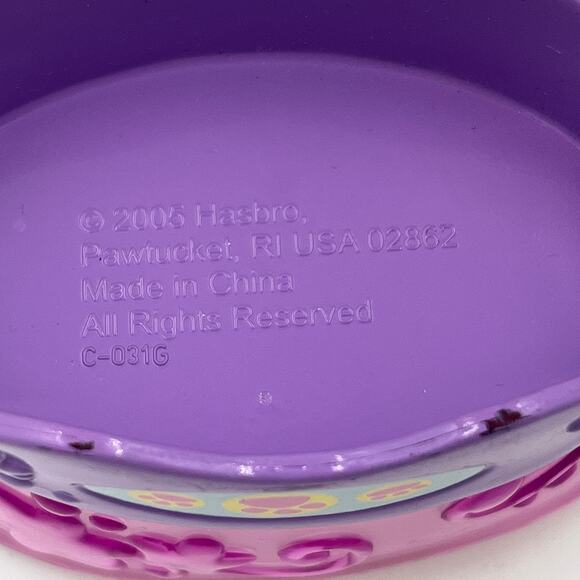 © 2005 Hasbro,
Pawtucket, RI USA 02862
Made in China
All Rights Reserved
C-031G